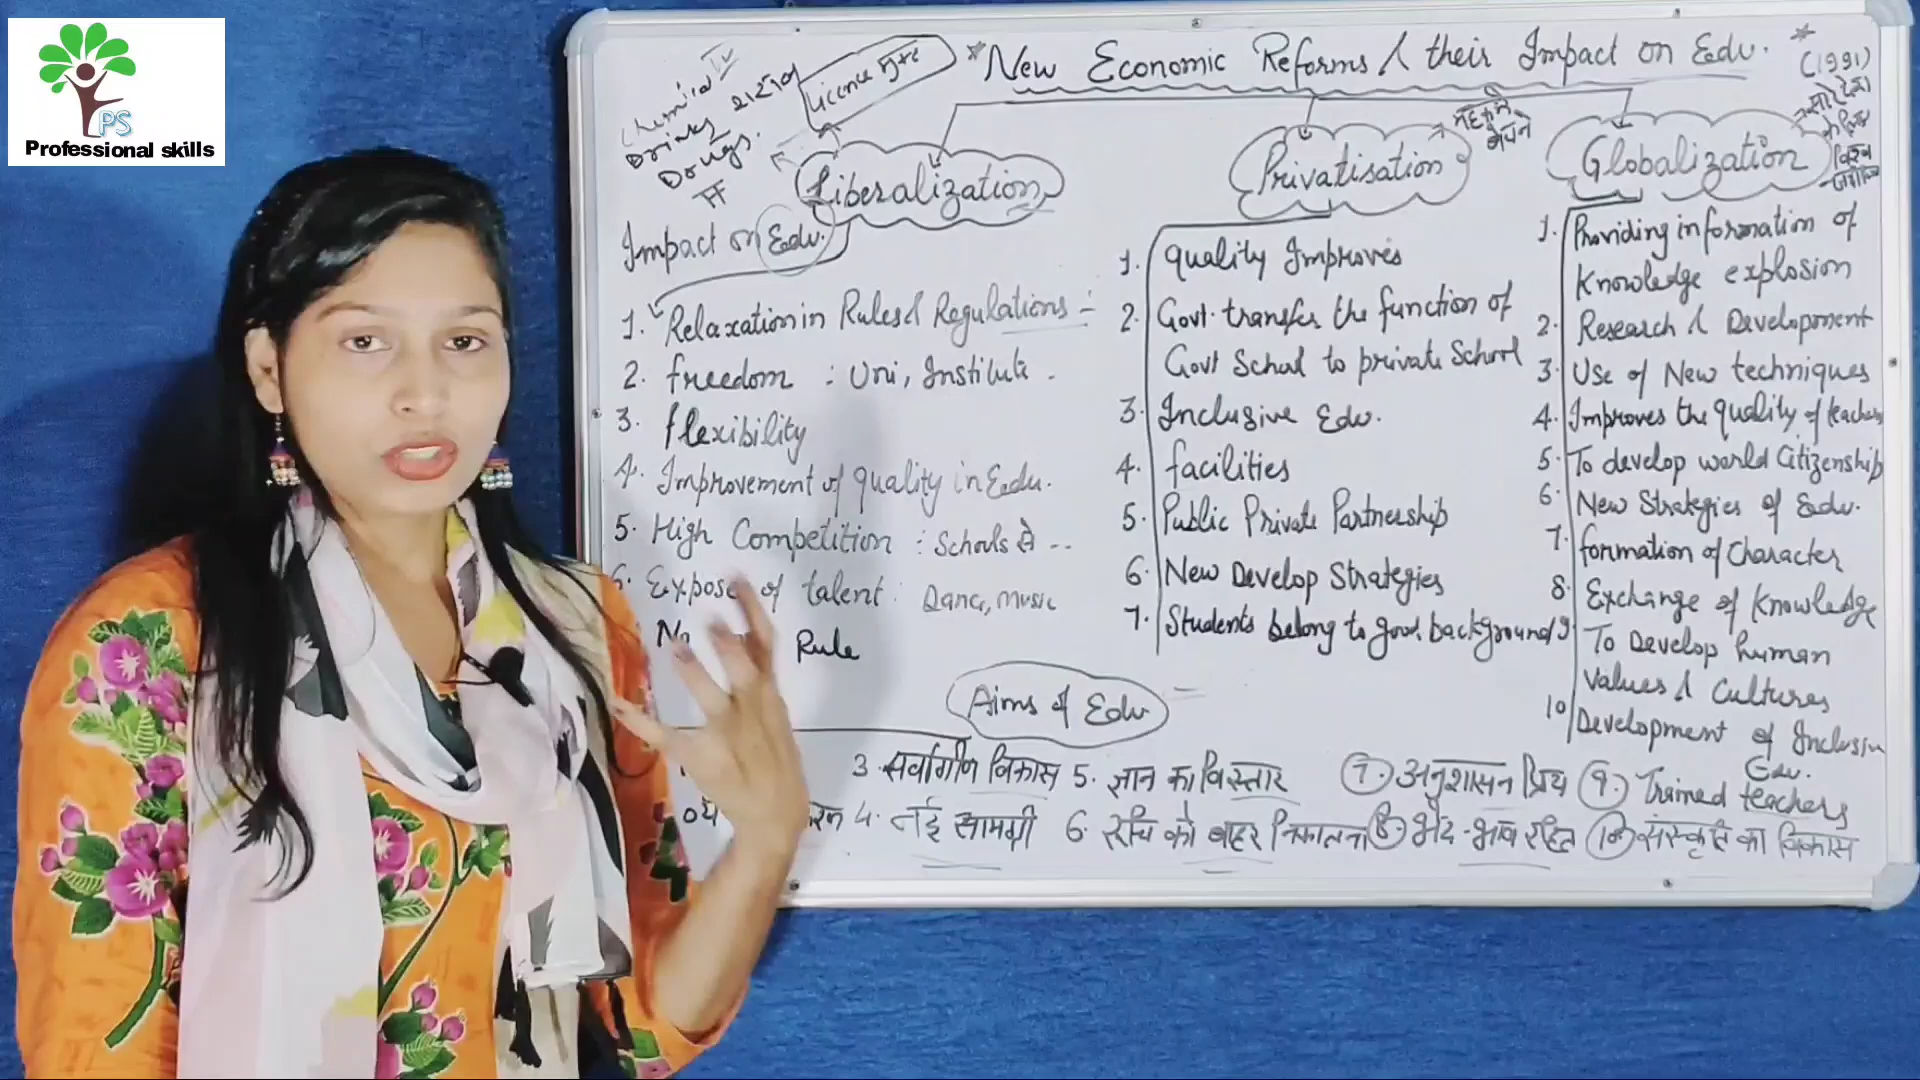 PS
Professional skills
*New Economic Reforms & their Impact on Edu. *
(1991)
Drinks
Drugs.
में
Licence
Liberalization
Privatisation
Globalization
Impact on Edu.
1. Relaxation in Rules & Regulations :-
2. freedom : Uni, Institute .
3. flexibility
4. Improvement of quality in Edu.
5. High Competition : Schools से --
6. Expose of talent : Dance, music
Rule
1. quality Improves
2. Govt. transfer the function of
Govt School to private School
3. Inclusive Edu.
4. facilities
5. Public Private Partnership
6. New Develop Strategies
7. Students belong to good background
1. Providing information of
Knowledge explosion
2. Research & Development
3. Use of New techniques
4. Improves the quality of teachers
5. To develop world Citizenship
6. New Strategies of Edu.
7. formation of Character
8. Exchange of Knowledge
9. To Develop human
values & Cultures
10 Development of Inclusive
Edu.
Aims of Edu
3. सर्वागीण विकास 5. ज्ञान का विस्तार 7. अनुशासन प्रिय 9. Trained teachers
4. नई सामग्री 6. रुचि को बाहर निकालना 8. भेद-भाव रहित 10 संस्कृति का विकास